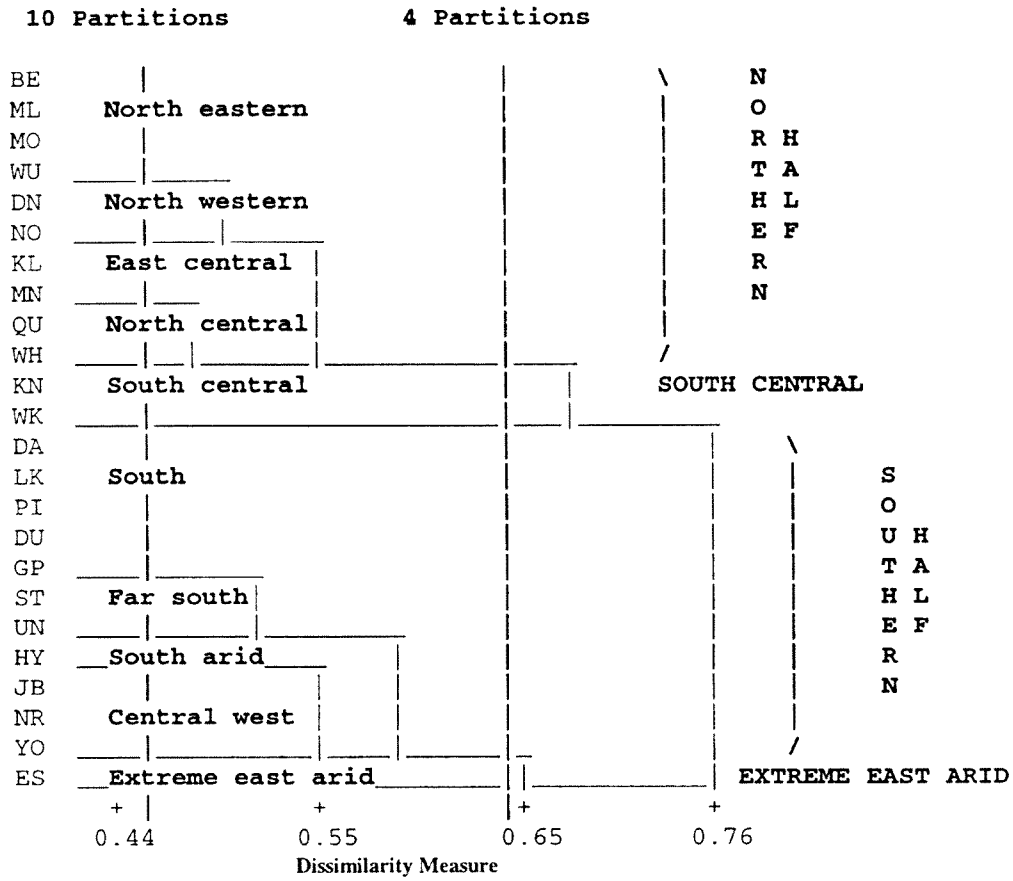 10 Partitions 4 Partitions
BE N
ML North eastern O
MO R H
WU T A
DN North western H L
NO E F
KL East central R
MN N
QU North central
WH
KN South central SOUTH CENTRAL
WK
DA
LK South S
PI O
DU U H
GP T A
ST Far south H L
UN E F
HY South arid R
JB N
NR Central west
YO
ES Extreme east arid EXTREME EAST ARID
0.44 0.55 0.65 0.76
Dissimilarity Measure